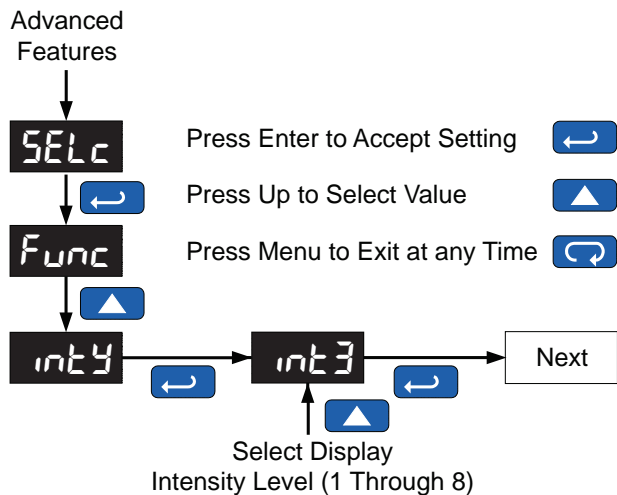 Advanced
Features
SELc
Press Enter to Accept Setting
Press Up to Select Value
Func
Press Menu to Exit at any Time
intY
int3
Next
Select Display
Intensity Level (1 Through 8)